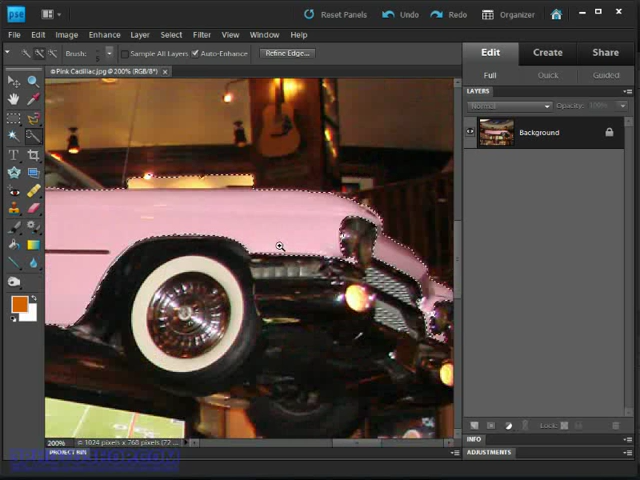 pse
Reset Panels
Undo
Redo
Organizer
File Edit Image Enhance Layer Select Filter View Window Help
Brush:
Sample All Layers
Auto-Enhance
Refine Edge...
Pink Cadillac.jpg @ 200% (RGB/8*)
Edit Create Share
Full Quick Guided
LAYERS
Normal
Opacity: 100%
Background
Lock:
200%
1024 pixels x 768 pixels (72
INFO
ADJUSTMENTS